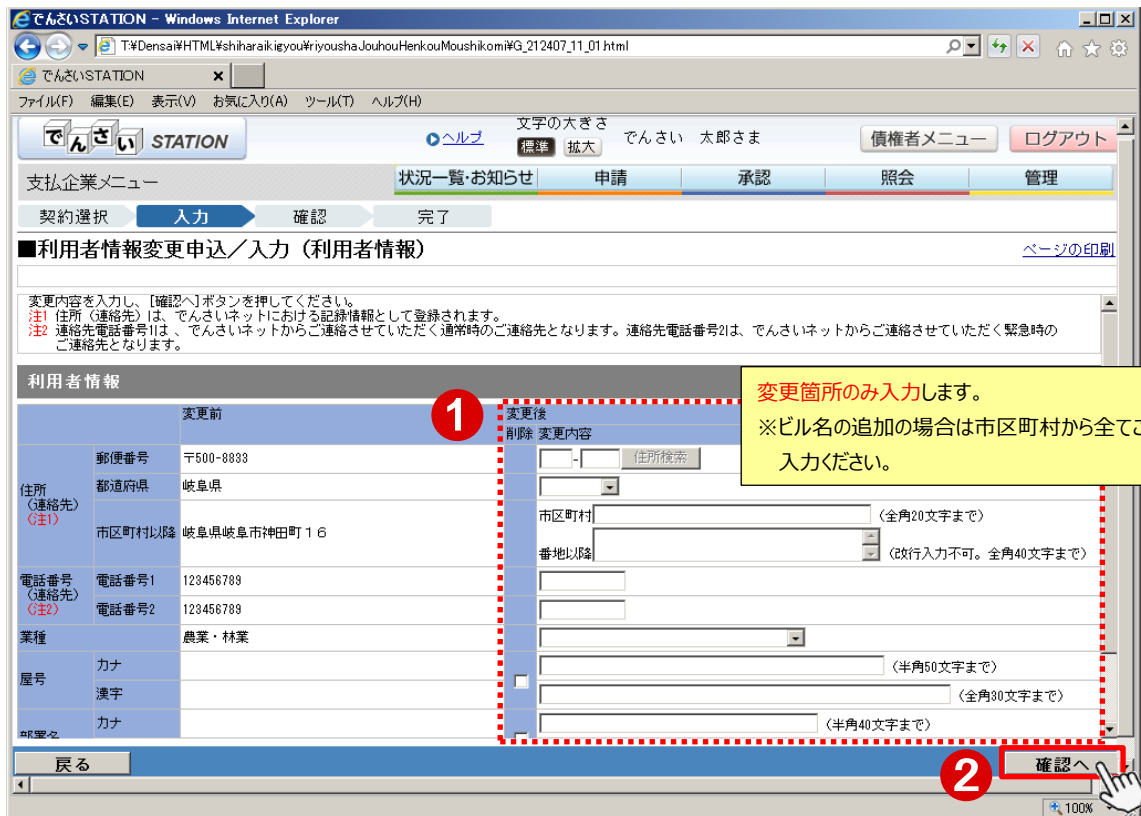 でんさいSTATION - Windows Internet Explorer
T:¥Densai¥HTML¥shiharaikigyou¥riyoushaJouhouHenkouMoushikomi¥G_212407_11_01.html
でんさいSTATION
ファイル(F) 編集(E) 表示(V) お気に入り(A) ツール(T) ヘルプ(H)
でんさい STATION
ヘルプ
文字の大きさ
標準 拡大
でんさい 太郎さま
債権者メニュー
ログアウト
支払企業メニュー
状況一覧・お知らせ 申請 承認 照会 管理
契約選択 入力 確認 完了
■利用者情報変更申込／入力（利用者情報）
ページの印刷
変更内容を入力し、[確認へ]ボタンを押してください。
注1 住所（連絡先）は、でんさいネットにおける記録情報として登録されます。
注2 連絡先電話番号1は 、でんさいネットからご連絡させていただく通常時のご連絡先となります。連絡先電話番号2は、でんさいネットからご連絡させていただく緊急時の
ご連絡先となります。
利用者情報
変更箇所のみ入力します。
※ビル名の追加の場合は市区町村から全てご
入力ください。
1
変更前 変更後
削除 変更内容
住所
（連絡先）
（注1）
郵便番号 〒500-8833 - 住所検索
都道府県 岐阜県
市区町村以降 岐阜県岐阜市神田町１６
市区町村 （全角20文字まで）
番地以降 （改行入力不可。全角40文字まで）
電話番号
（連絡先）
（注2）
電話番号1 123456789
電話番号2 123456789
業種 農業・林業
屋号
カナ （半角50文字まで）
漢字 （全角30文字まで）
部署名
カナ （半角40文字まで）
戻る
2
確認へ
100%